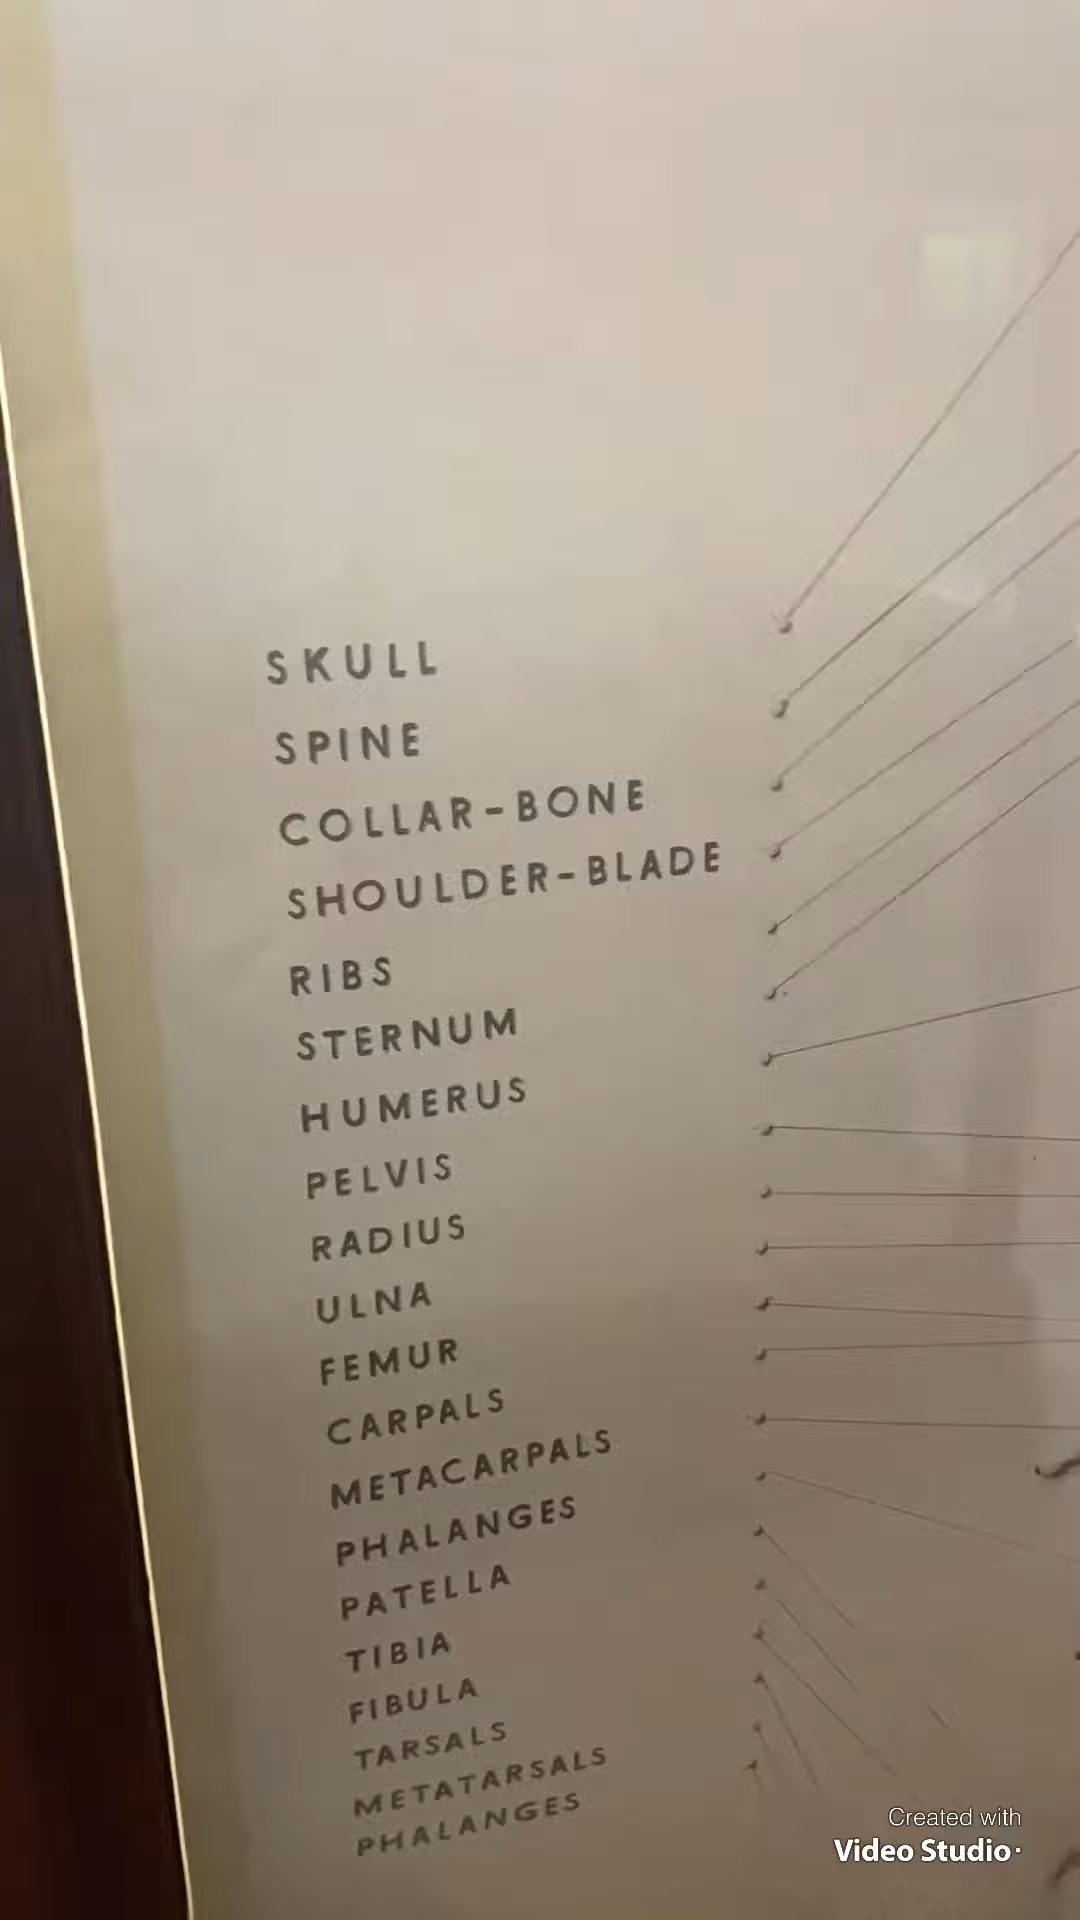 SKULL
SPINE
COLLAR-BONE
SHOULDER-BLADE
RIBS
STERNUM
HUMERUS
PELVIS
RADIUS
ULNA
FEMUR
CARPALS
METACARPALS
PHALANGES
PATELLA
TIBIA
FIBULA
TARSALS
METATARSALS
PHALANGES
Created with
Video Studio